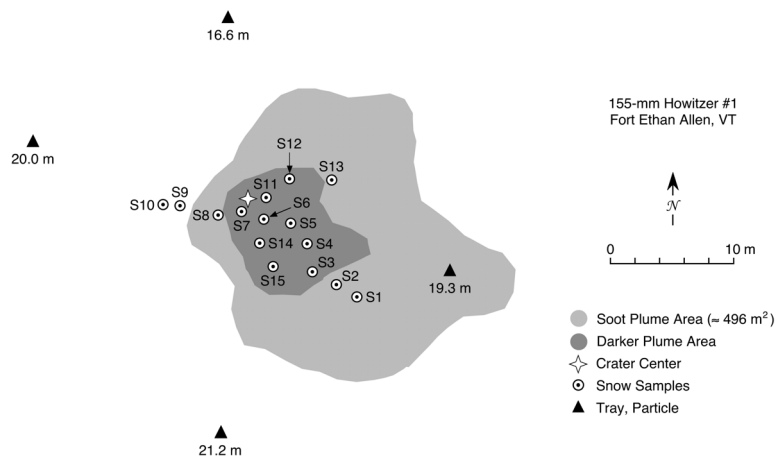 16.6 m
155-mm Howitzer #1
Fort Ethan Allen, VT
20.0 m
S12
S13
S11
S9
S10
S8
S7
S6
S5
S14
S4
S3
S15
S2
S1
N
0
10 m
19.3 m
Soot Plume Area (≈ 496 m²)
Darker Plume Area
Crater Center
Snow Samples
Tray, Particle
21.2 m